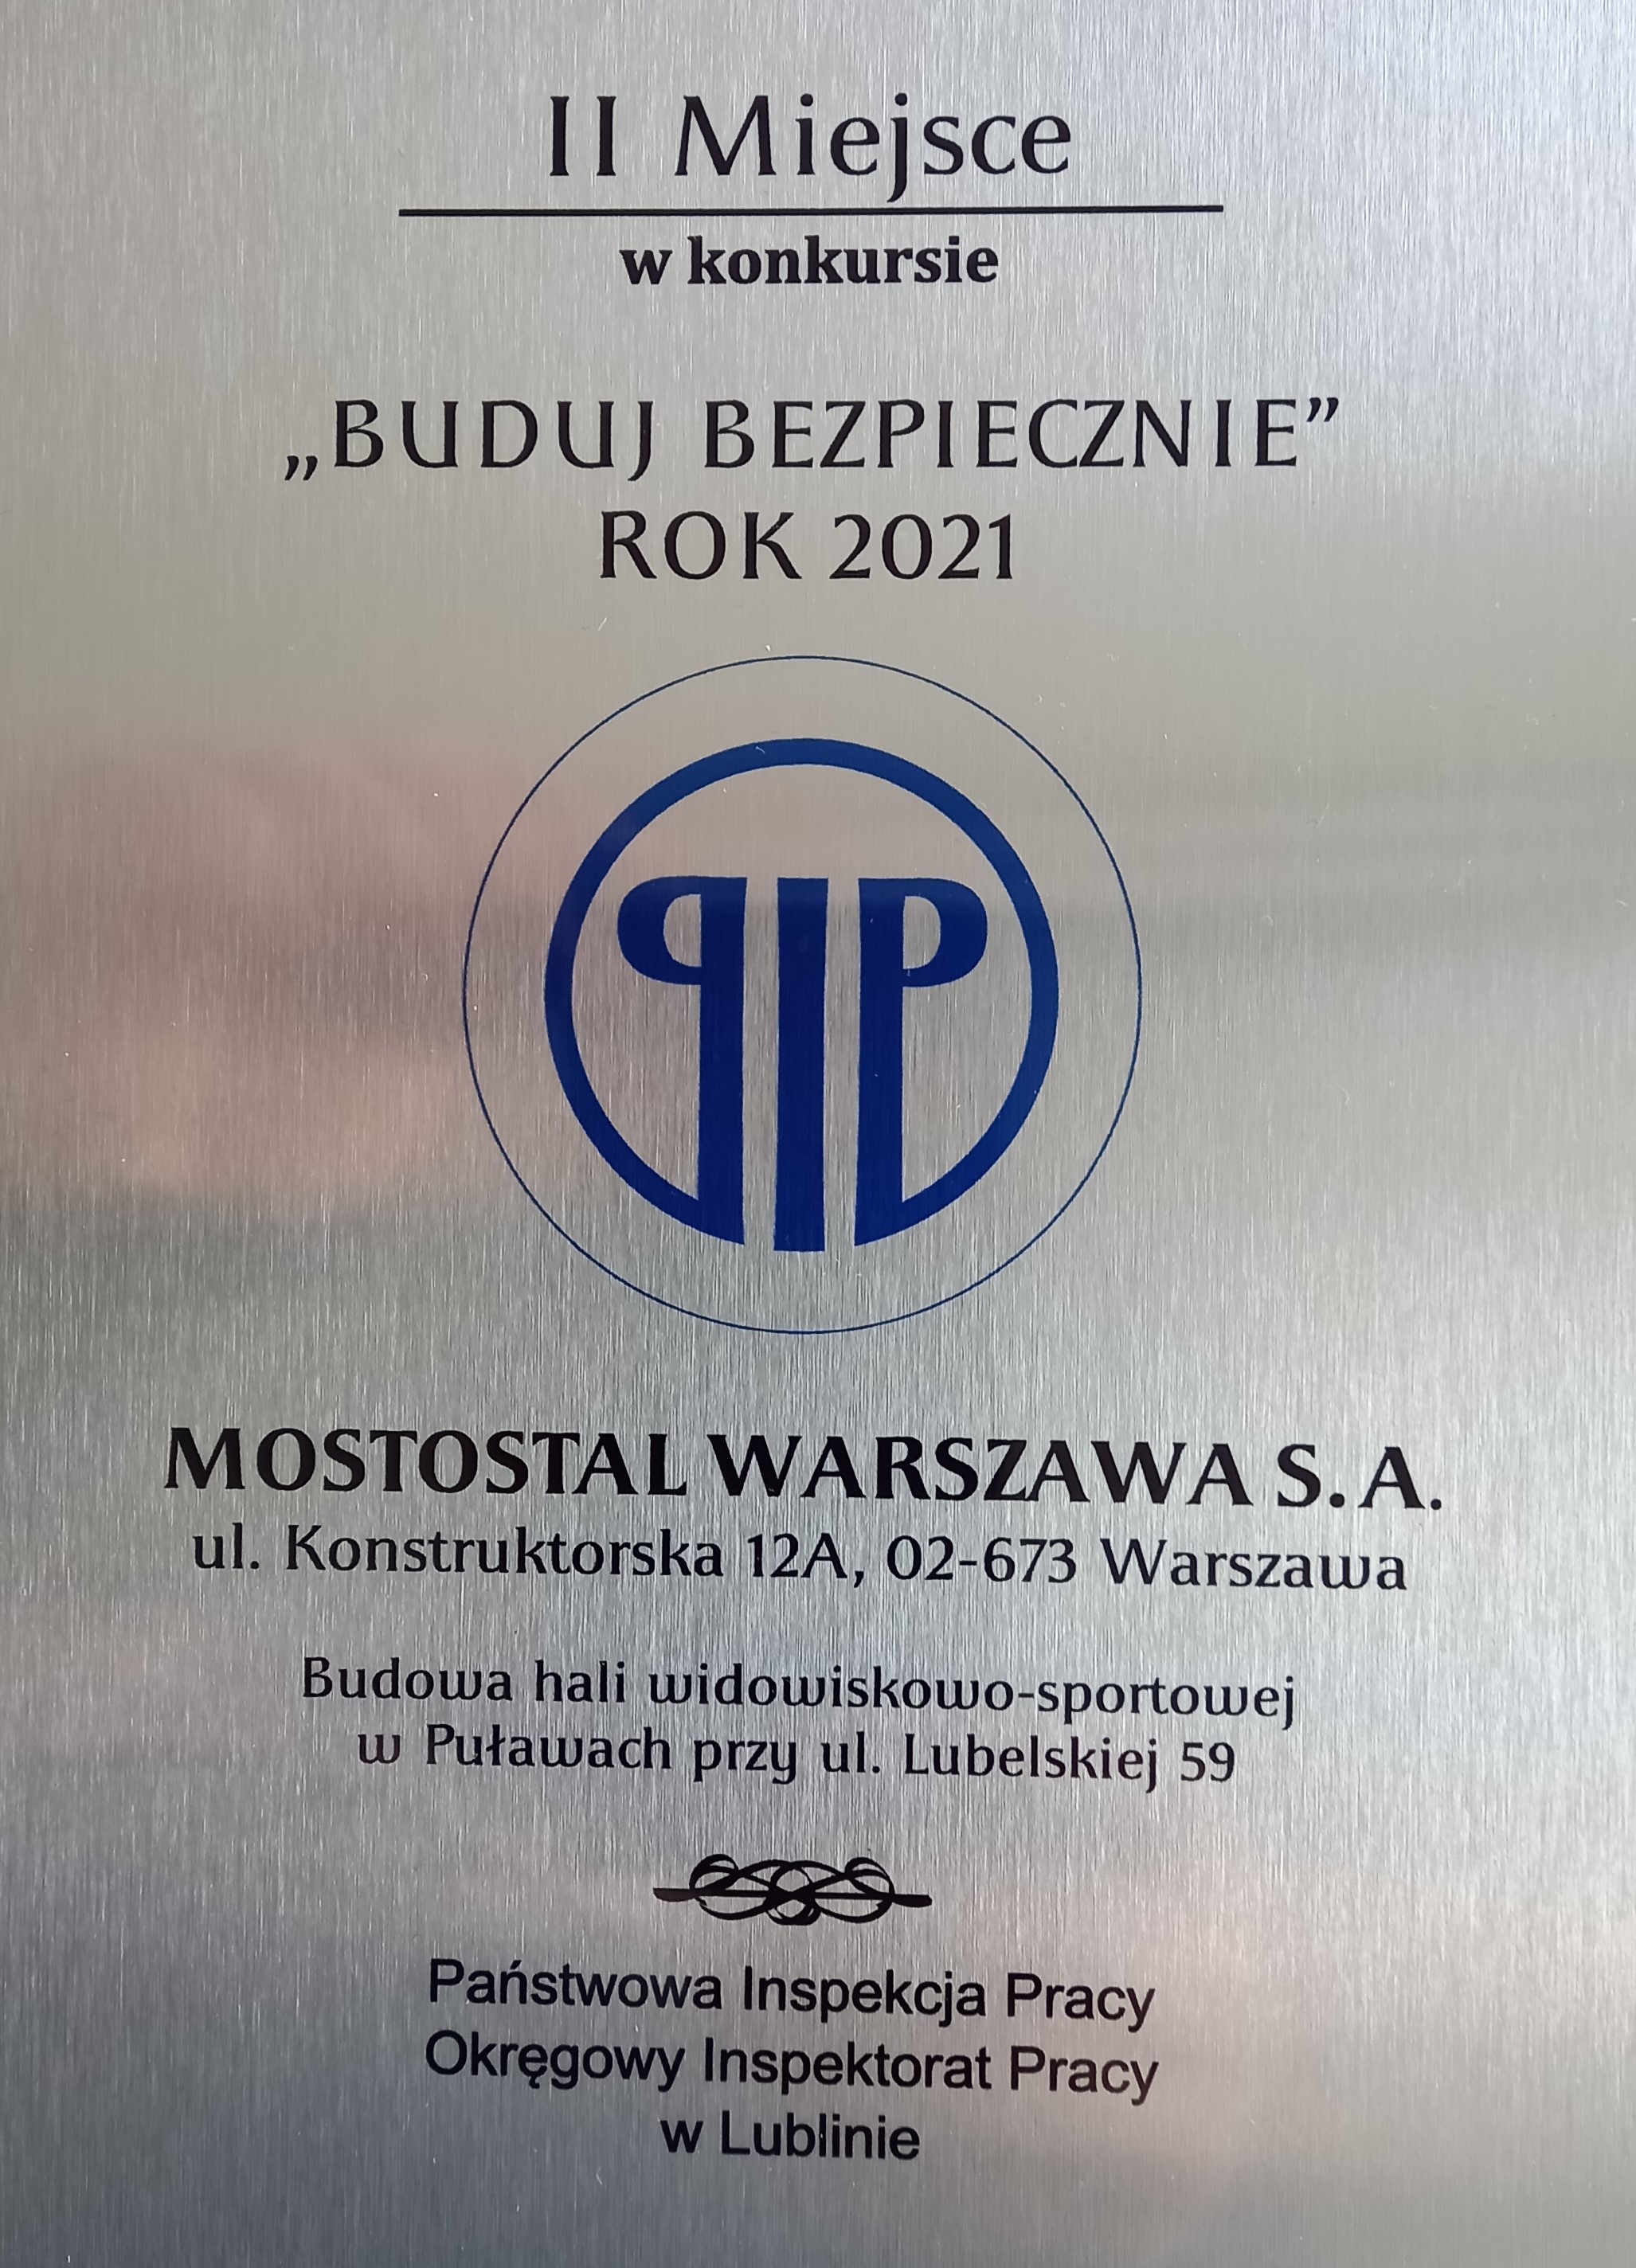 II Miejsce
w konkursie
„BUDUJ BEZPIECZNIE”
ROK 2021
PIP
MOSTOSTAL WARSZAWA S.A.
ul. Konstruktorska 12A, 02-673 Warszawa
Budowa hali widowiskowo-sportowej
w Puławach przy ul. Lubelskiej 59
Państwowa Inspekcja Pracy
Okręgowy Inspektorat Pracy
w Lublinie